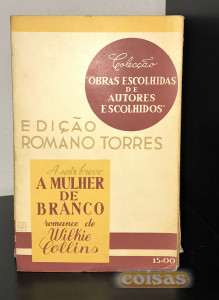 Colecção
"OBRAS ESCOLHIDAS
DE
AUTORES
ESCOLHIDOS"
EDIÇÃO
ROMANO TORRES
A sair breve
A MULHER
DE
BRANCO
romance de
Wilkie
Collins
15$00
coisas